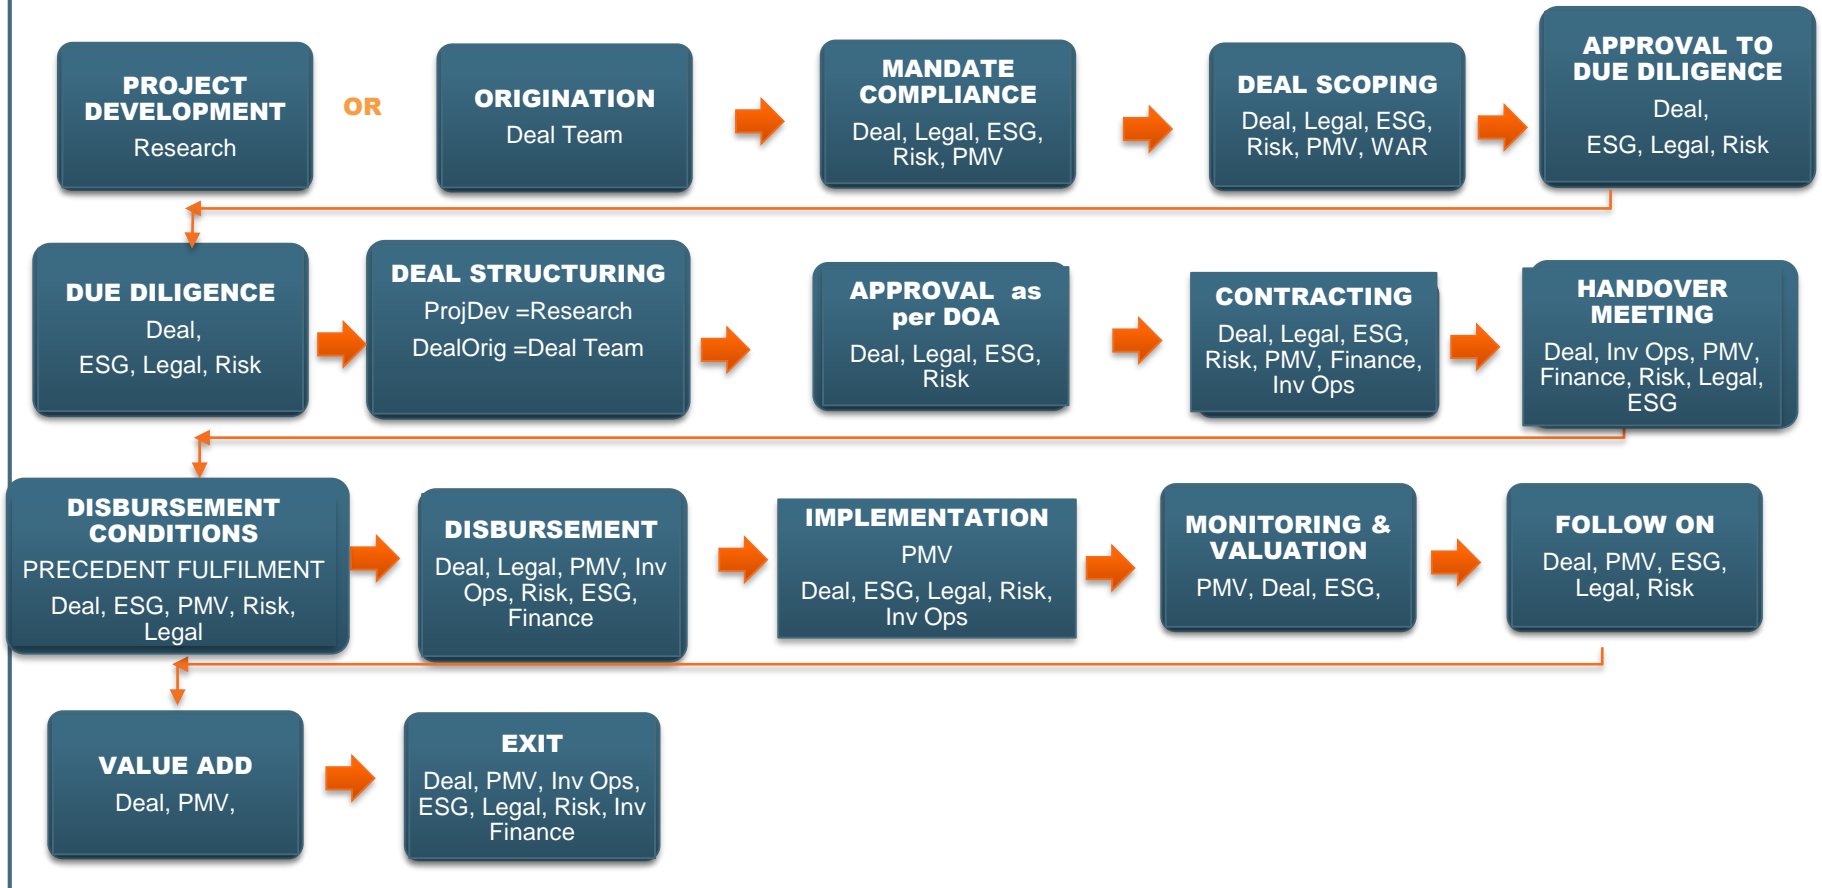 PROJECT
DEVELOPMENT
Research
OR
ORIGINATION
Deal Team
MANDATE
COMPLIANCE
Deal, Legal, ESG,
Risk, PMV
DEAL SCOPING
Deal, Legal, ESG,
Risk, PMV, WAR
APPROVAL TO
DUE DILIGENCE
Deal,
ESG, Legal, Risk
DUE DILIGENCE
Deal,
ESG, Legal, Risk
DEAL STRUCTURING
ProjDev =Research
DealOrig =Deal Team
APPROVAL as
per DOA
Deal, Legal, ESG,
Risk
CONTRACTING
Deal, Legal, ESG,
Risk, PMV, Finance,
Inv Ops
HANDOVER
MEETING
Deal, Inv Ops, PMV,
Finance, Risk, Legal,
ESG
DISBURSEMENT
CONDITIONS
PRECEDENT FULFILMENT
Deal, ESG, PMV, Risk,
Legal
DISBURSEMENT
Deal, Legal, PMV, Inv
Ops, Risk, ESG,
Finance
IMPLEMENTATION
PMV
Deal, ESG, Legal, Risk,
Inv Ops
MONITORING &
VALUATION
PMV, Deal, ESG,
FOLLOW ON
Deal, PMV, ESG,
Legal, Risk
VALUE ADD
Deal, PMV,
EXIT
Deal, PMV, Inv Ops,
ESG, Legal, Risk, Inv
Finance